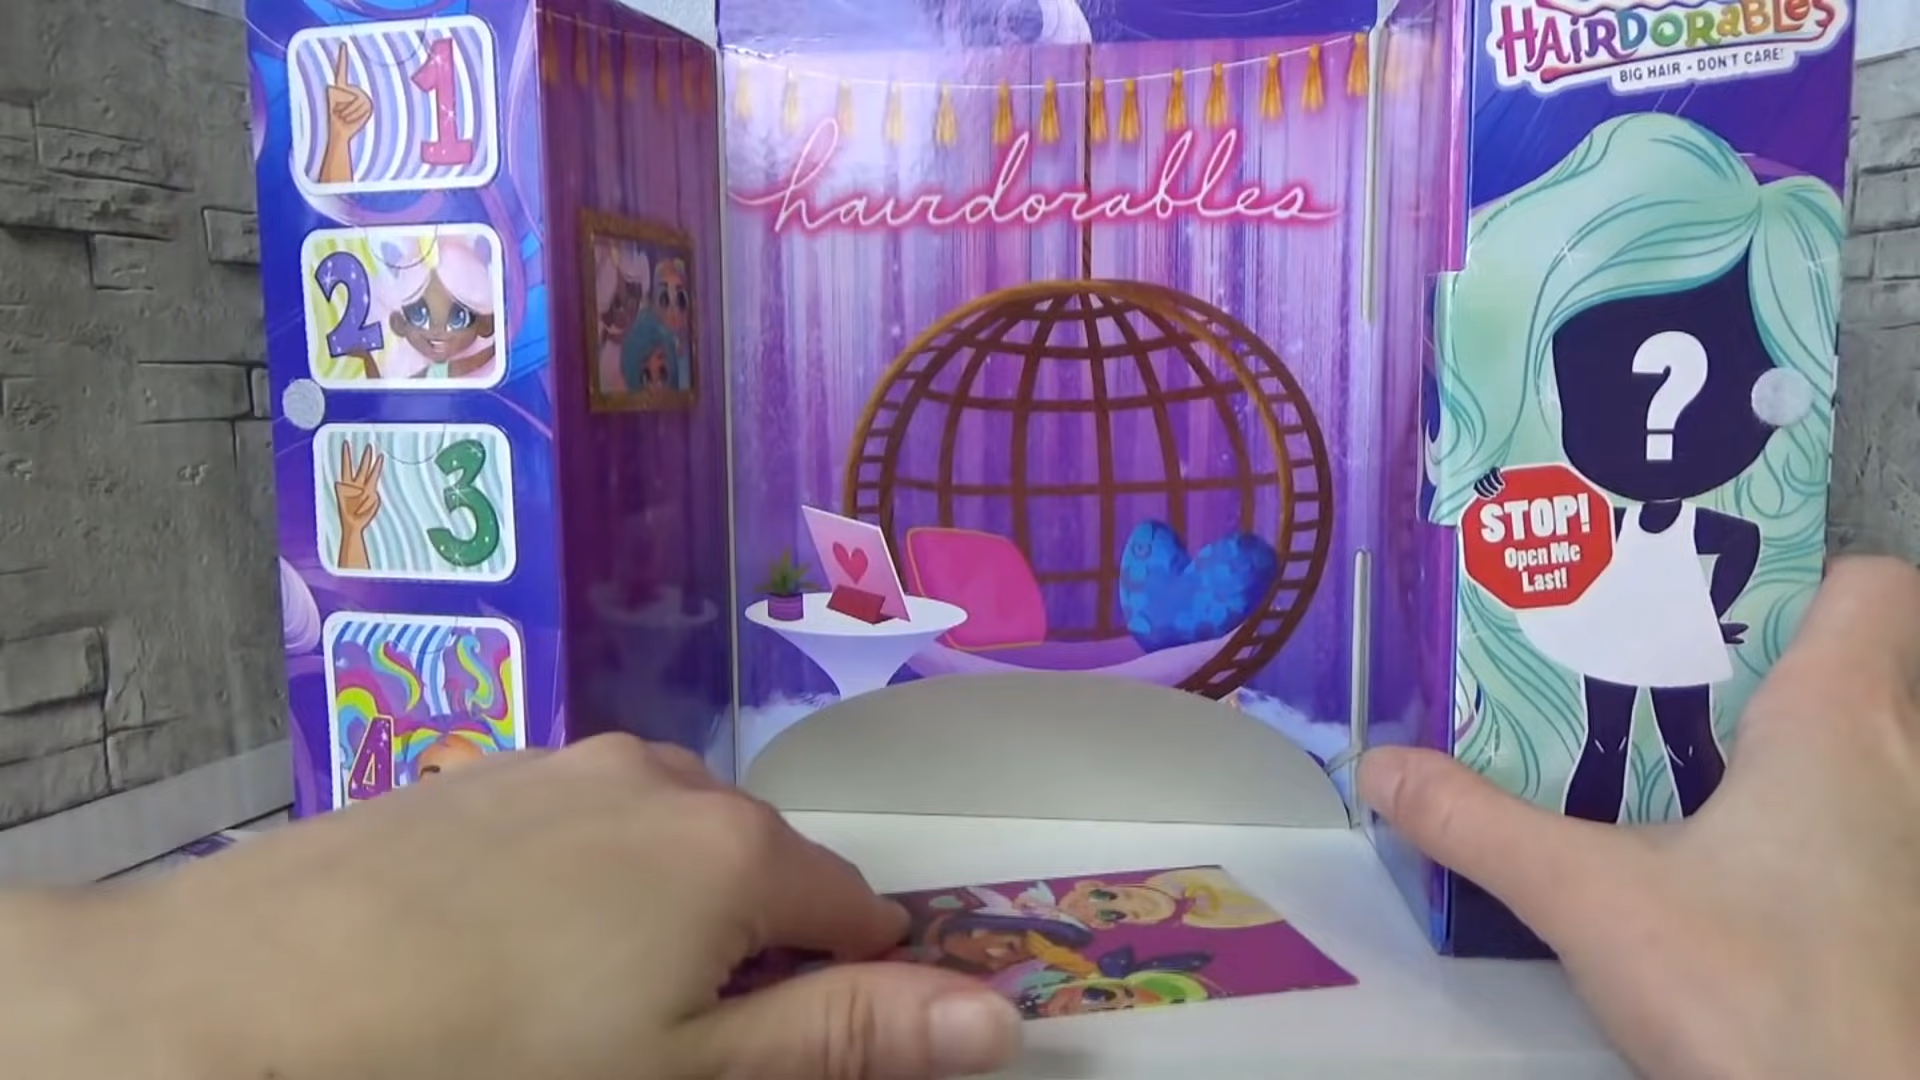 1
2
3
4
hairdorables
HAiRDORABLES
BIG HAIR - DON'T CARE!
?
STOP!
Open Me
Last!